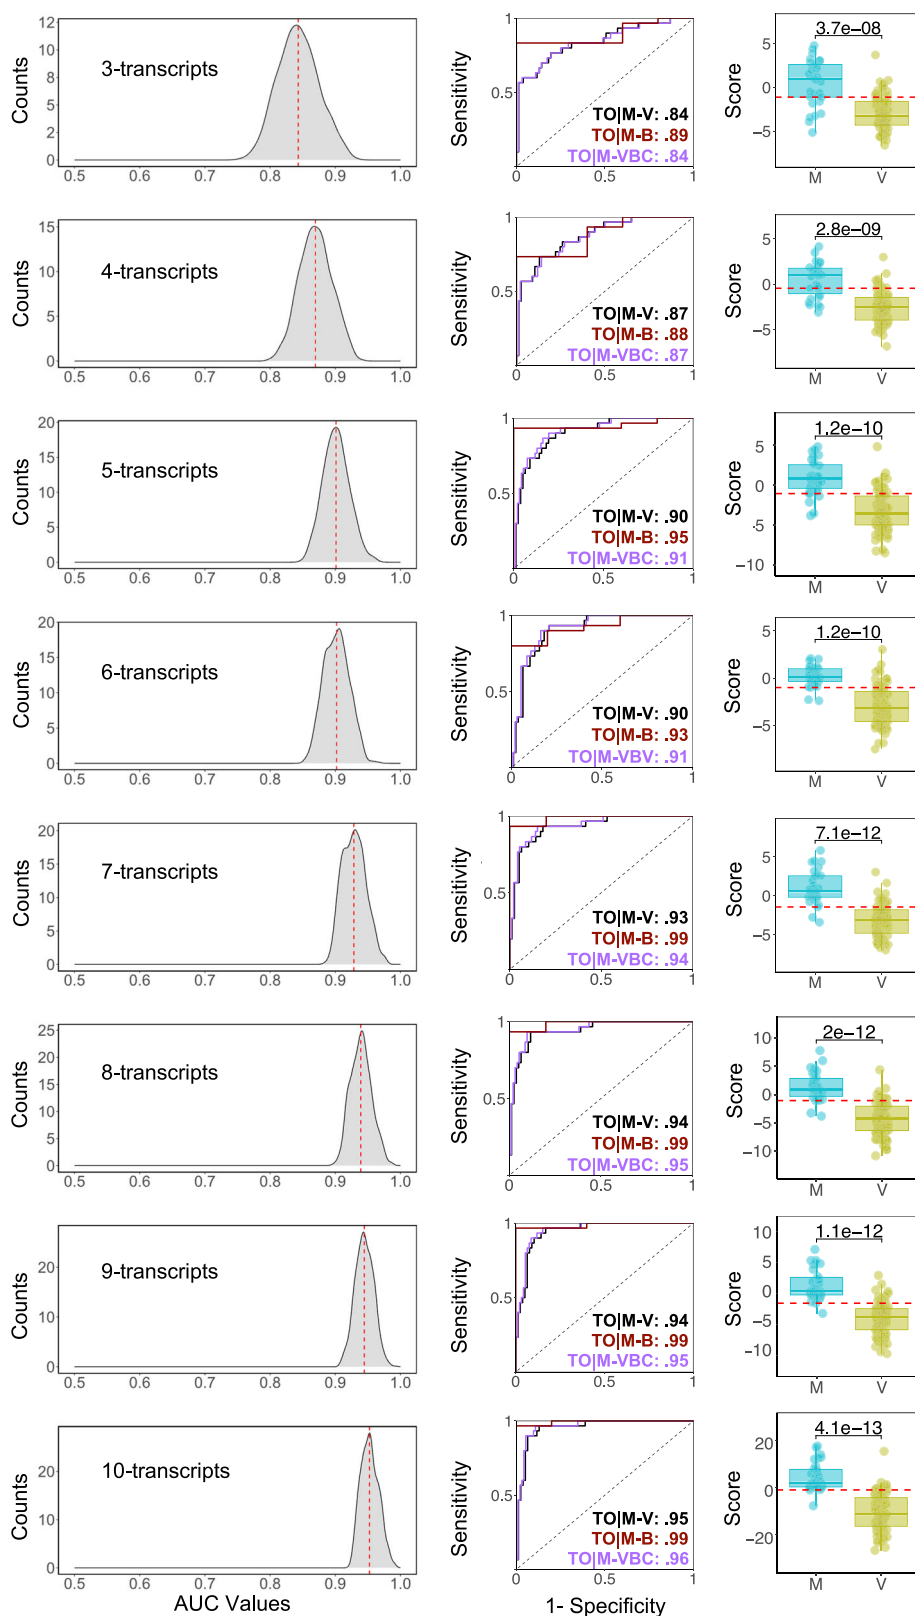 Counts
12
10
8
5
2
0
3-transcripts
0.5 0.6 0.7 0.8 0.9 1.0
Sensitivity
1
0.5
TO|M-V: .84
TO|M-B: .89
TO|M-VBC: .84
0 0.5 1
Score
5
0
−5
3.7e−08
M V
Counts
15
10
5
0
4-transcripts
0.5 0.6 0.7 0.8 0.9 1.0
Sensitivity
1
0.5
TO|M-V: .87
TO|M-B: .88
TO|M-VBC: .87
0 0.5 1
Score
5
0
−5
2.8e−09
M V
Counts
20
15
10
5
0
5-transcripts
0.5 0.6 0.7 0.8 0.9 1.0
Sensitivity
1
0.5
TO|M-V: .90
TO|M-B: .95
TO|M-VBC: .91
0 0.5 1
Score
5
0
−5
−10
1.2e−10
M V
Counts
20
15
10
5
0
6-transcripts
0.5 0.6 0.7 0.8 0.9 1.0
Sensitivity
1
0.5
TO|M-V: .90
TO|M-B: .93
TO|M-VBV: .91
0 0.5 1
Score
5
0
−5
1.2e−10
M V
Counts
20
15
10
5
0
7-transcripts
0.5 0.6 0.7 0.8 0.9 1.0
Sensitivity
1
0.5
TO|M-V: .93
TO|M-B: .99
TO|M-VBC: .94
0 0.5 1
Score
5
0
−5
7.1e−12
M V
Counts
25
20
15
10
5
0
8-transcripts
0.5 0.6 0.7 0.8 0.9 1.0
Sensitivity
1
0.5
TO|M-V: .94
TO|M-B: .99
TO|M-VBC: .95
0 0.5 1
Score
10
5
0
−5
−10
2e−12
M V
Counts
20
10
0
9-transcripts
0.5 0.6 0.7 0.8 0.9 1.0
Sensitivity
1
0.5
TO|M-V: .94
TO|M-B: .99
TO|M-VBC: .95
0 0.5 1
Score
10
5
0
−5
−10
1.1e−12
M V
Counts
20
10
0
10-transcripts
0.5 0.6 0.7 0.8 0.9 1.0
AUC Values
Sensitivity
1
0.5
TO|M-V: .95
TO|M-B: .99
TO|M-VBC: .96
0 0.5 1
1- Specificity
Score
20
0
−20
4.1e−13
M V